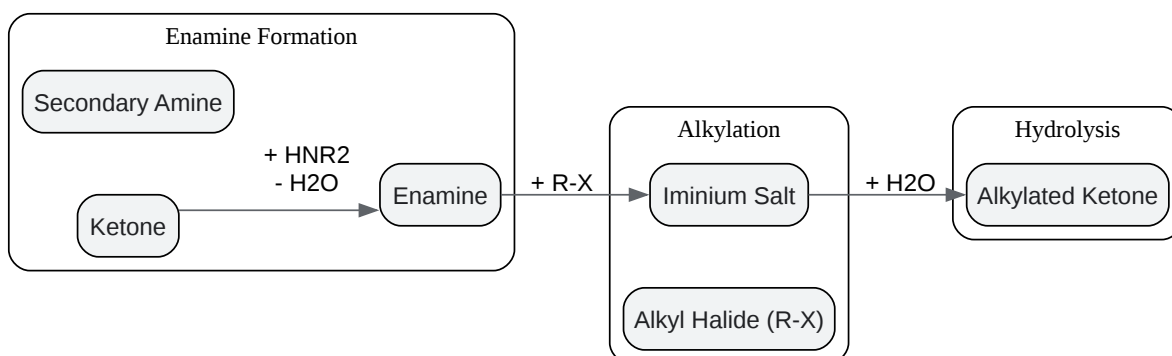 Enamine Formation
Secondary Amine
Ketone
+ HNR2
- H2O
Enamine
+ R-X
Alkylation
Iminium Salt
Alkyl Halide (R-X)
+ H2O
Hydrolysis
Alkylated Ketone